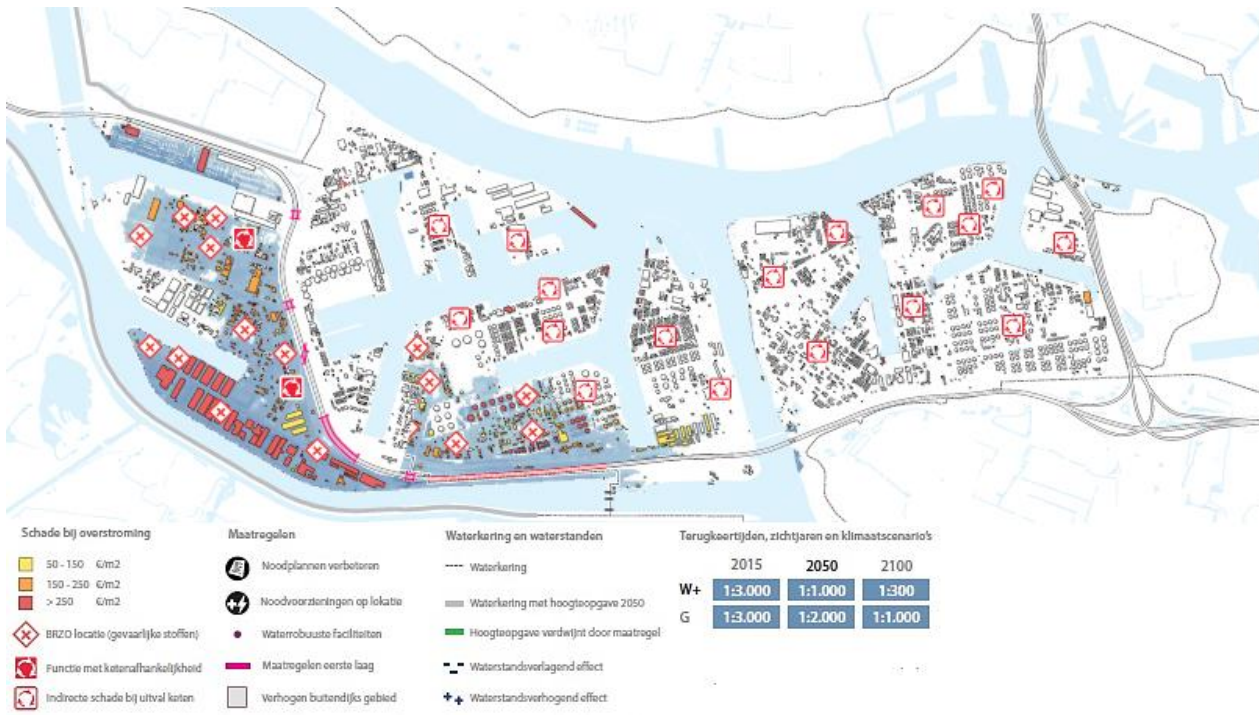 Schade bij overstroming
50 - 150 €/m2
150 - 250 €/m2
> 250 €/m2
BRZO locatie (gevaarlijke stoffen)
Functie met ketenafhankelijkheid
Indirecte schade bij uitval keten
Maatregelen
Noodplannen verbeteren
Noodvoorzieningen op lokatie
Waterrobuuste faciliteiten
Maatregelen eerste laag
Verhogen buitendijks gebied
Waterkering en waterstanden
Waterkering
Waterkering met hoogteopgave 2050
Hoogteopgave verdwijnt door maatregel
Waterstandsverlagend effect
Waterstandsverhogend effect
Terugkeertijden, zichtjaren en klimaatscenario's
2015 2050 2100
W+ 1:3.000 1:1.000 1:300
G 1:3.000 1:2.000 1:1.000